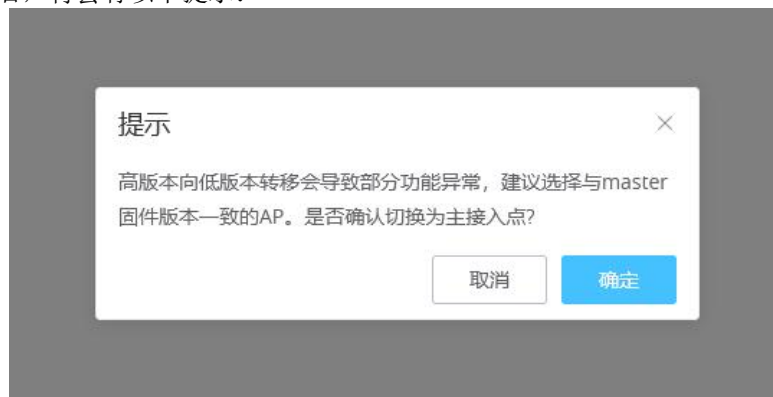 提示
高版本向低版本转移会导致部分功能异常，建议选择与master
固件版本一致的AP。是否确认切换为主接入点?
取消
确定